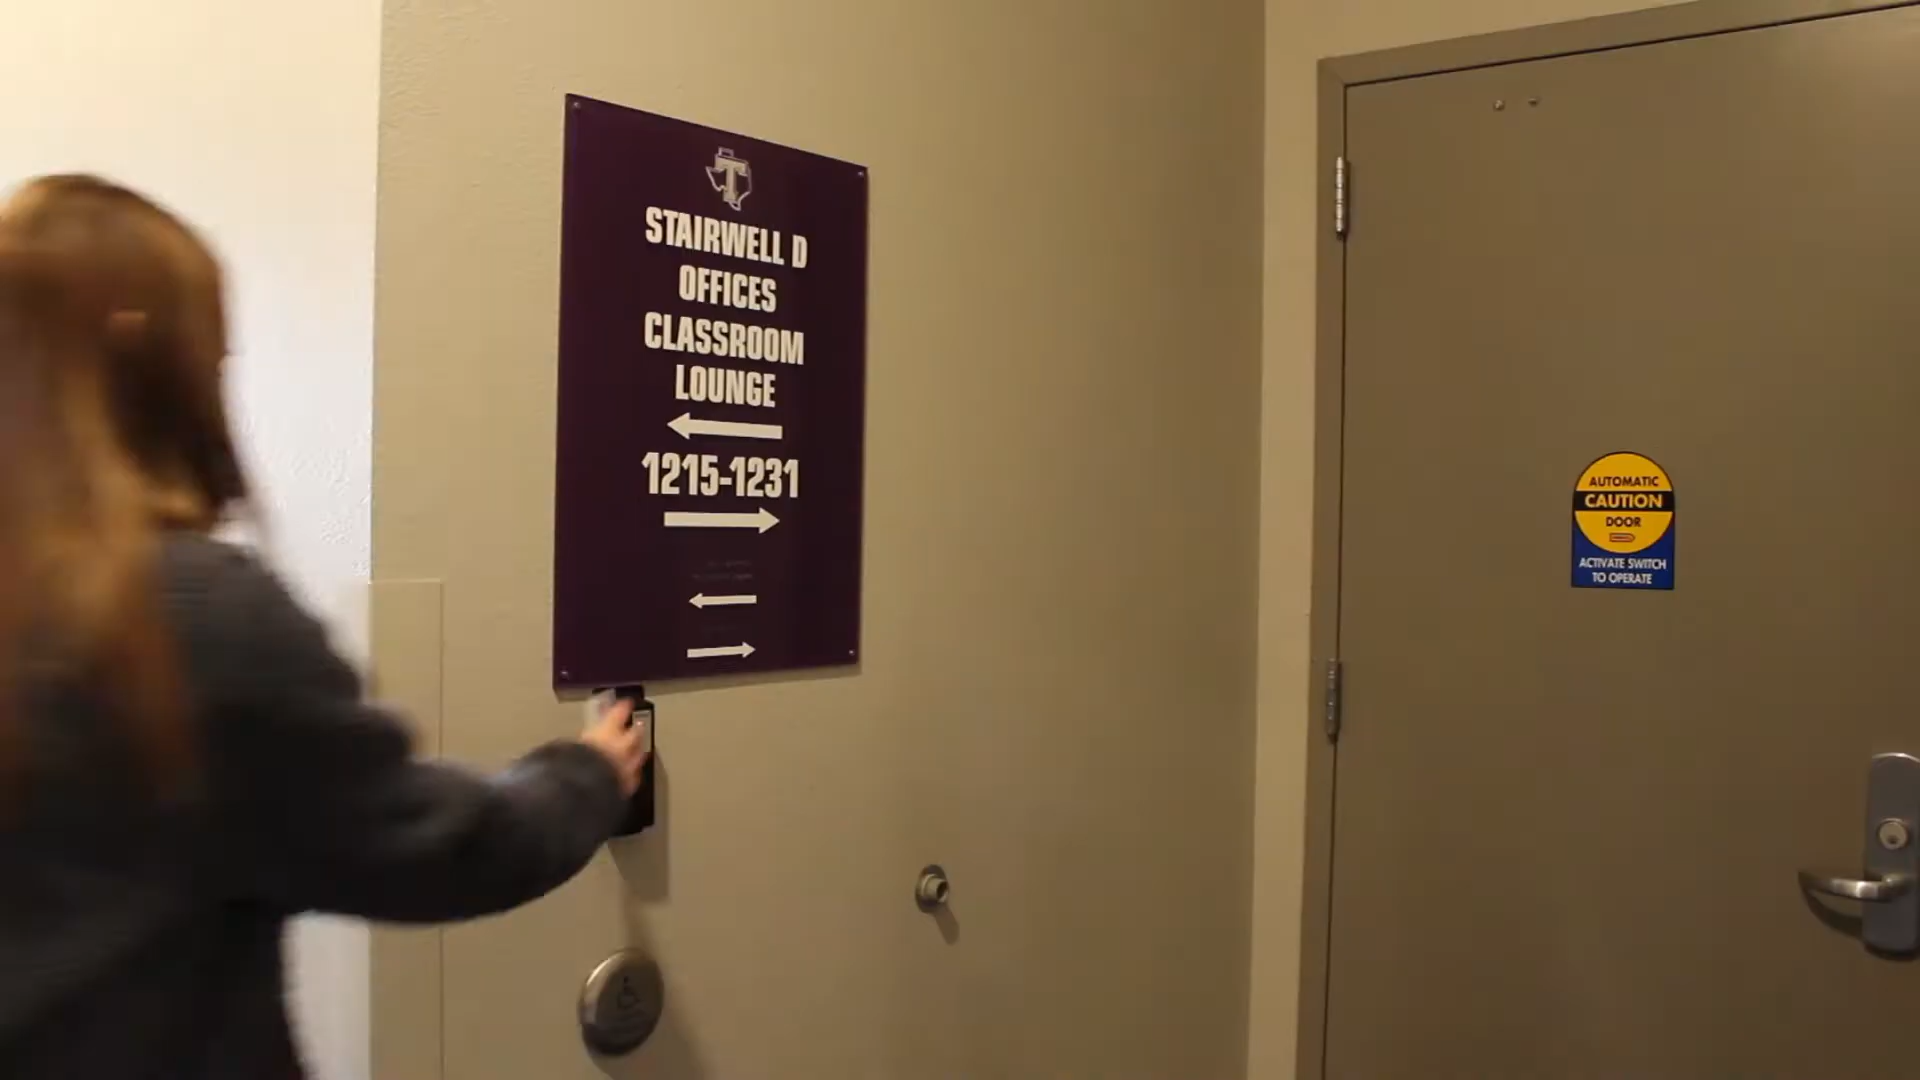 T
STAIRWELL D
OFFICES
CLASSROOM
LOUNGE
1215-1231
AUTOMATIC
CAUTION
DOOR
ACTIVATE SWITCH
TO OPERATE